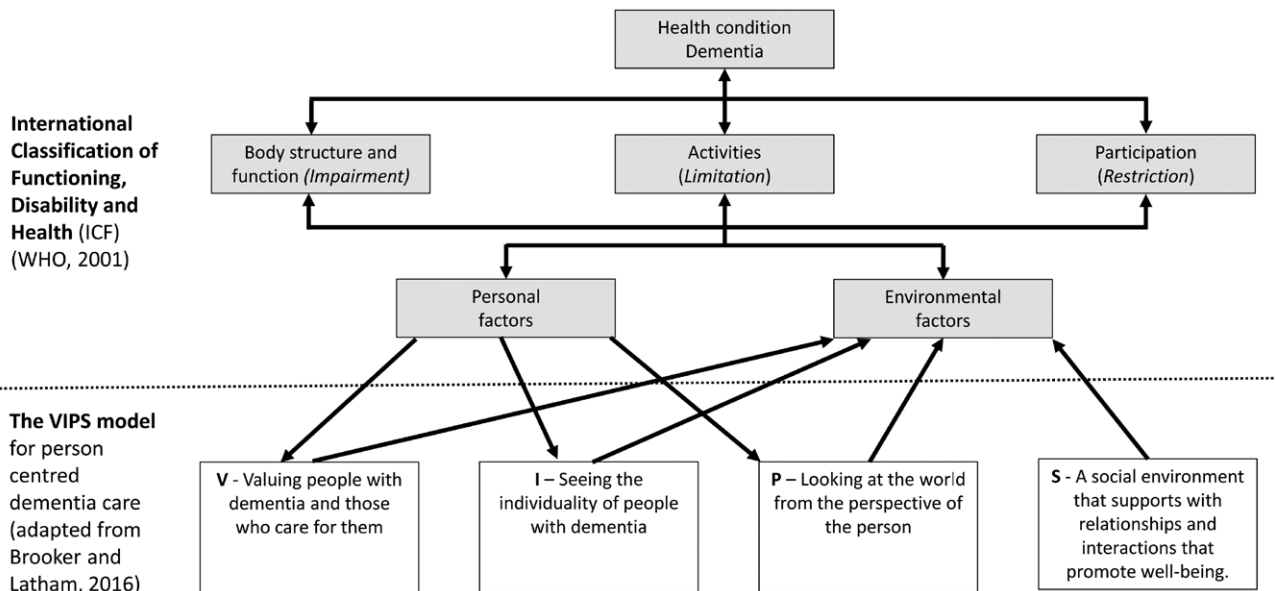 Health condition
Dementia
International
Classification of
Functioning,
Disability and
Health (ICF)
(WHO, 2001)
Body structure and
function (Impairment)
Activities
(Limitation)
Participation
(Restriction)
Personal
factors
Environmental
factors
The VIPS model
for person
centred
dementia care
(adapted from
Brooker and
Latham, 2016)
V - Valuing people with
dementia and those
who care for them
I – Seeing the
individuality of people
with dementia
P – Looking at the world
from the perspective of
the person
S - A social environment
that supports with
relationships and
interactions that
promote well-being.